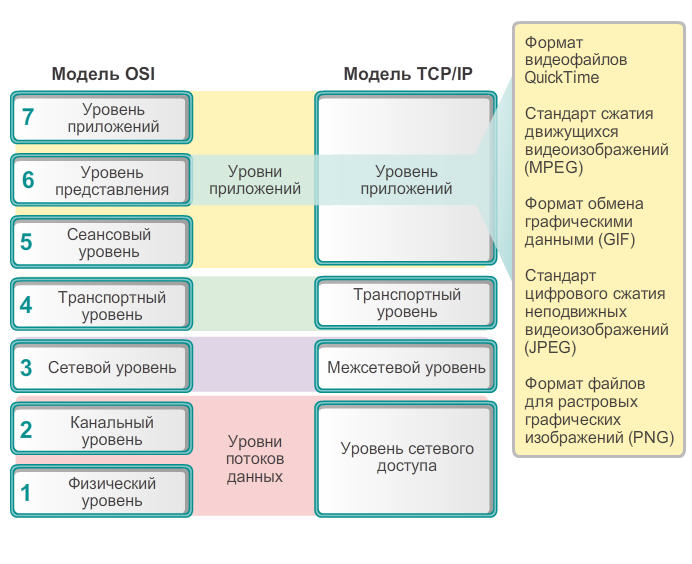 Модель OSI
7
Уровень
приложений
6
Уровень
представления
5
Сеансовый
уровень
4
Транспортный
уровень
3
Сетевой уровень
2
Канальный
уровень
1
Физический
уровень
Уровни
приложений
Уровни
потоков
данных
Модель TCP/IP
Уровень
приложений
Транспортный
уровень
Межсетевой уровень
Уровень сетевого
доступа
Формат
видеофайлов
QuickTime
Стандарт сжатия
движущихся
видеоизображений
(MPEG)
Формат обмена
графическими
данными (GIF)
Стандарт
цифрового сжатия
неподвижных
видеоизображений
(JPEG)
Формат файлов
для растровых
графических
изображений (PNG)